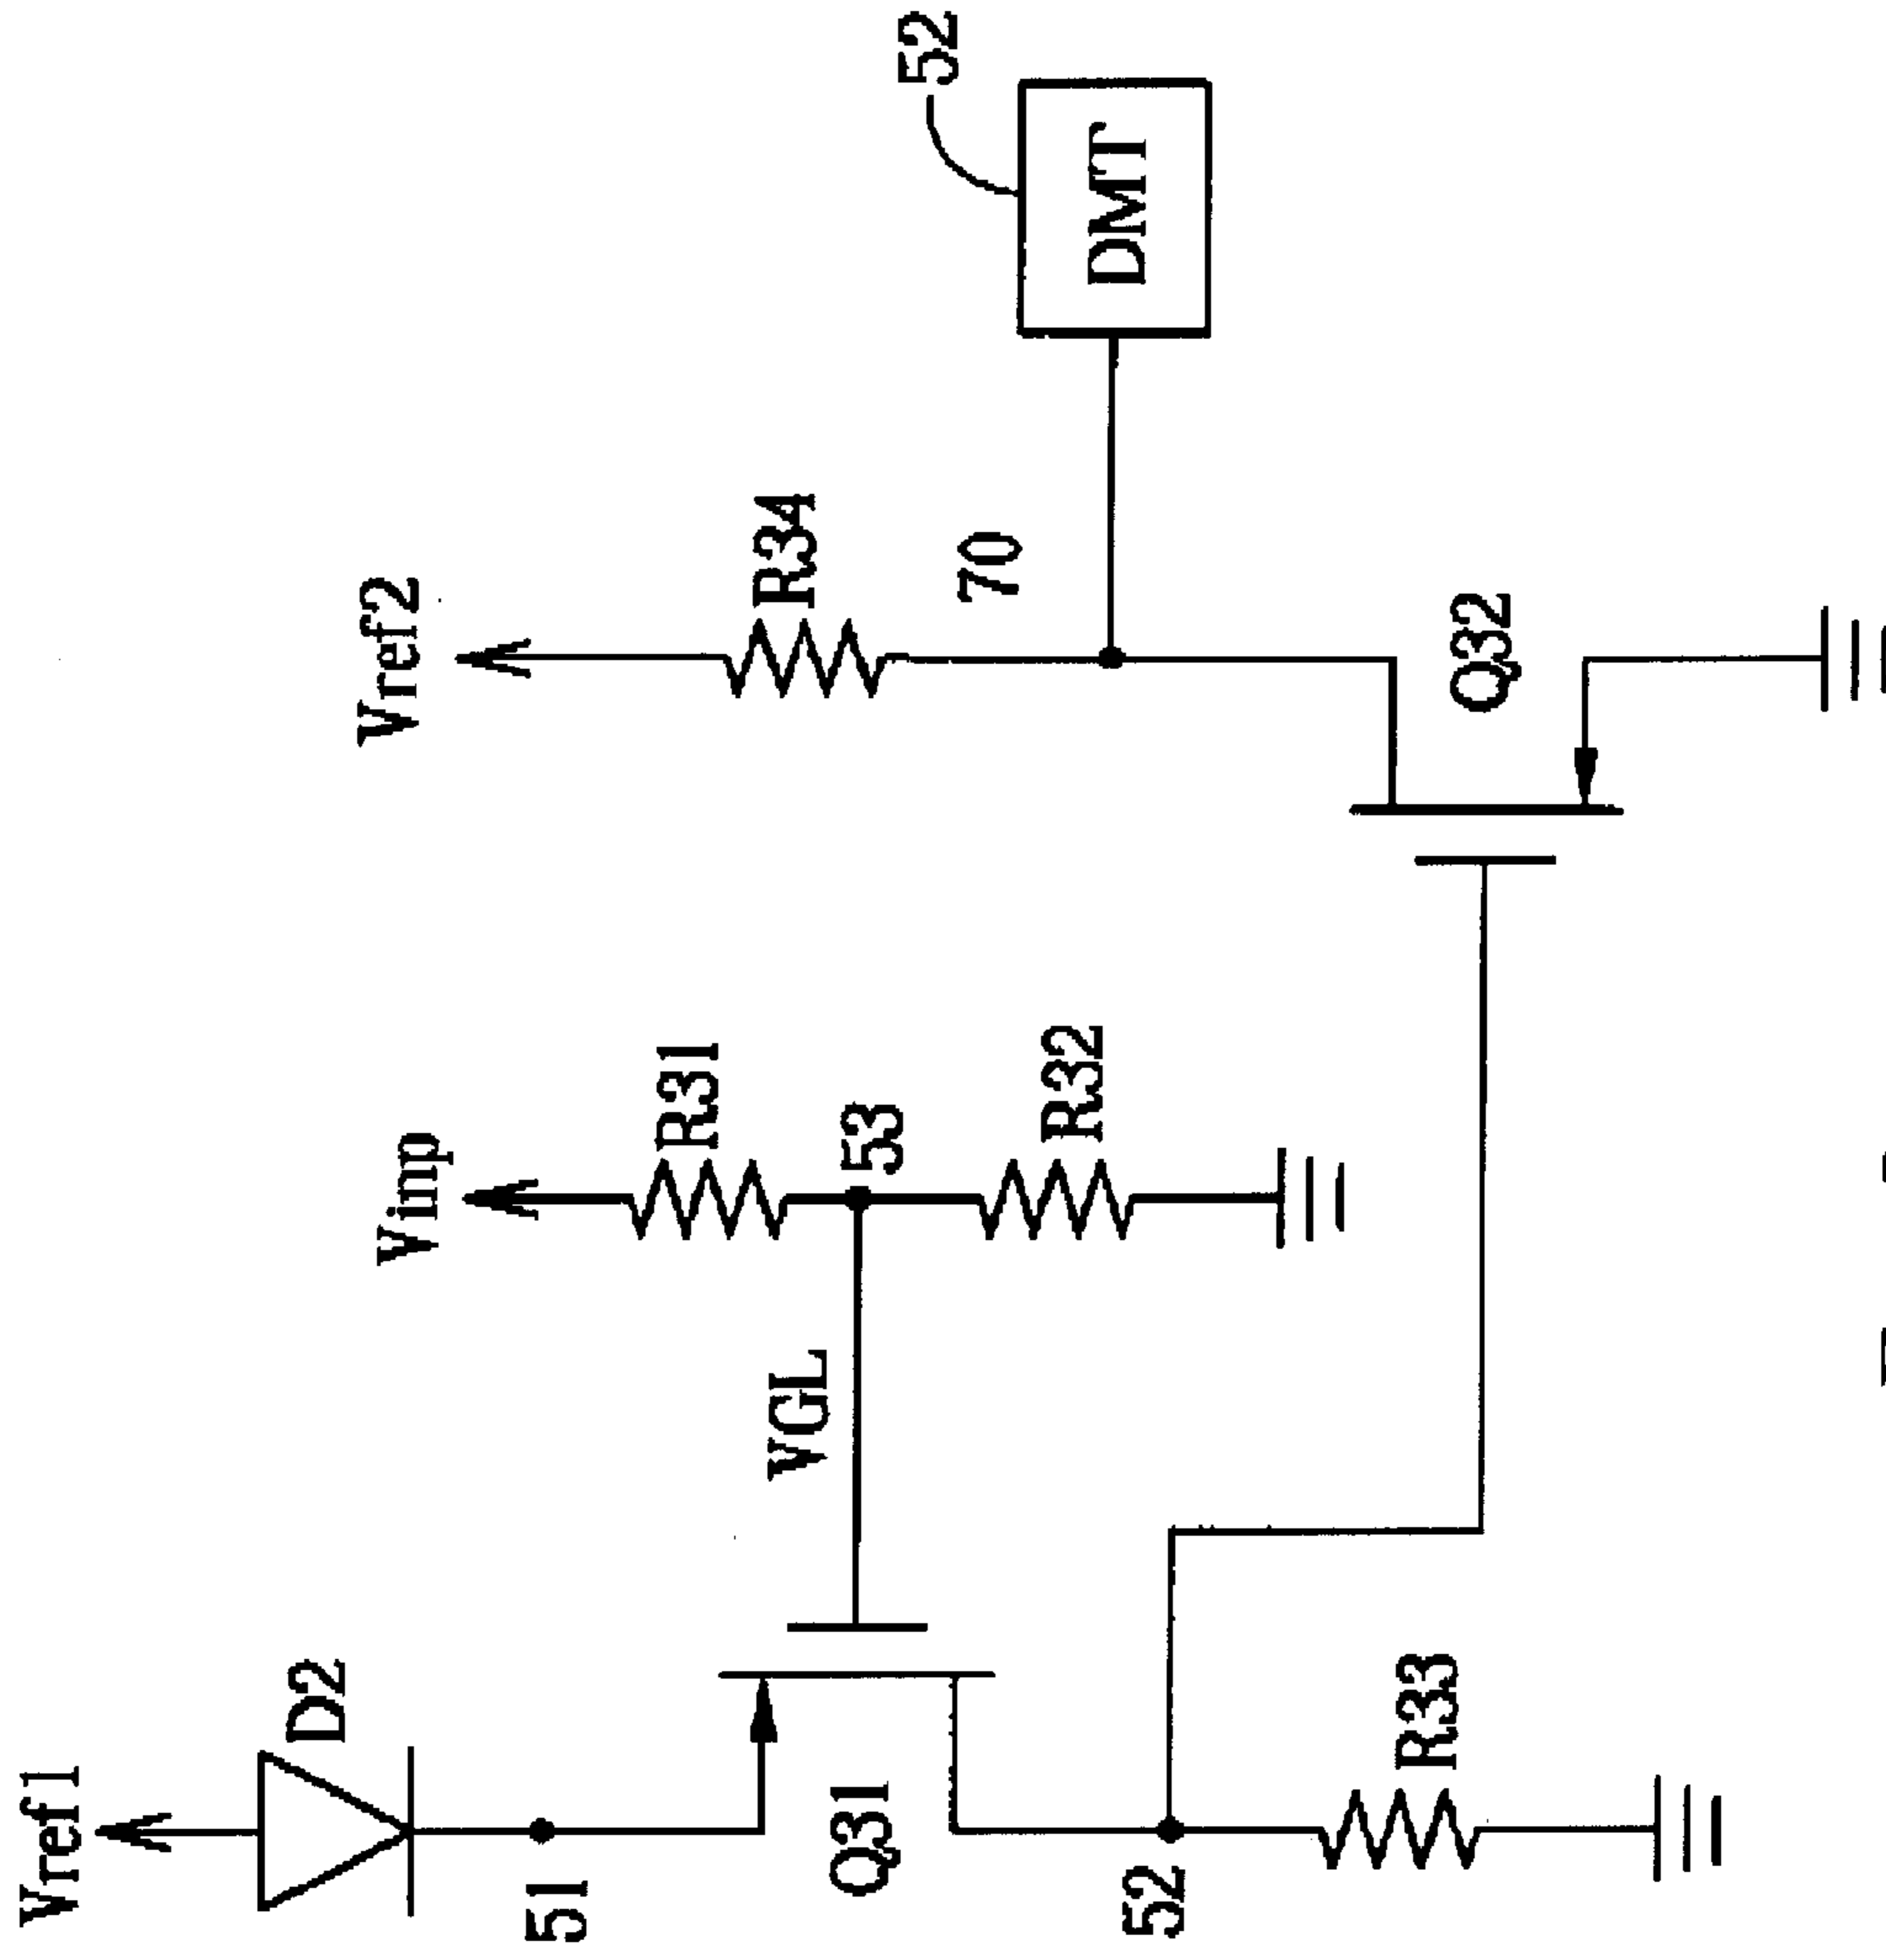 Vref1
D2
51
Q31
52
R33
VGL
Vinp
R31
53
R32
Vref2
R34
70
Q32
DMT
52